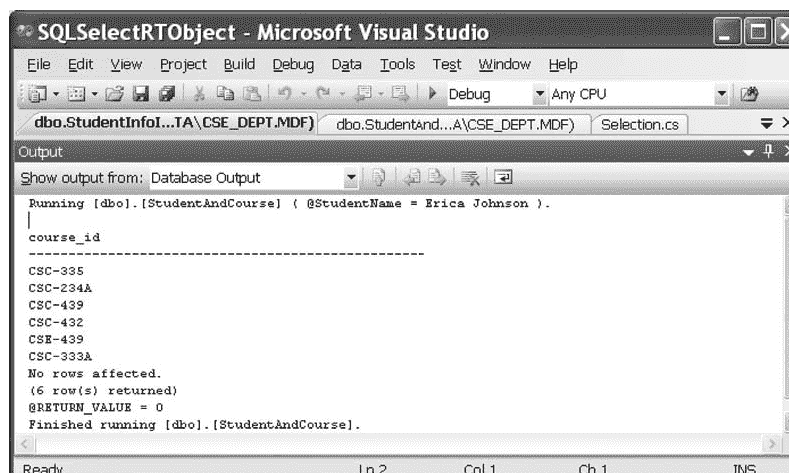 SQLSelectRTObject - Microsoft Visual Studio
File Edit View Project Build Debug Data Tools Test Window Help
Debug Any CPU
dbo.StudentInfoI...TA\CSE_DEPT.MDF) dbo.StudentAnd...A\CSE_DEPT.MDF) Selection.cs
Output
Show output from: Database Output
Running [dbo].[StudentAndCourse] ( @StudentName = Erica Johnson ).
course_id
--------------------------------------------------
CSC-335
CSC-234A
CSC-439
CSC-432
CSE-439
CSC-333A
No rows affected.
(6 row(s) returned)
@RETURN_VALUE = 0
Finished running [dbo].[StudentAndCourse].
Ready Ln 2 Col 1 Ch 1 INS